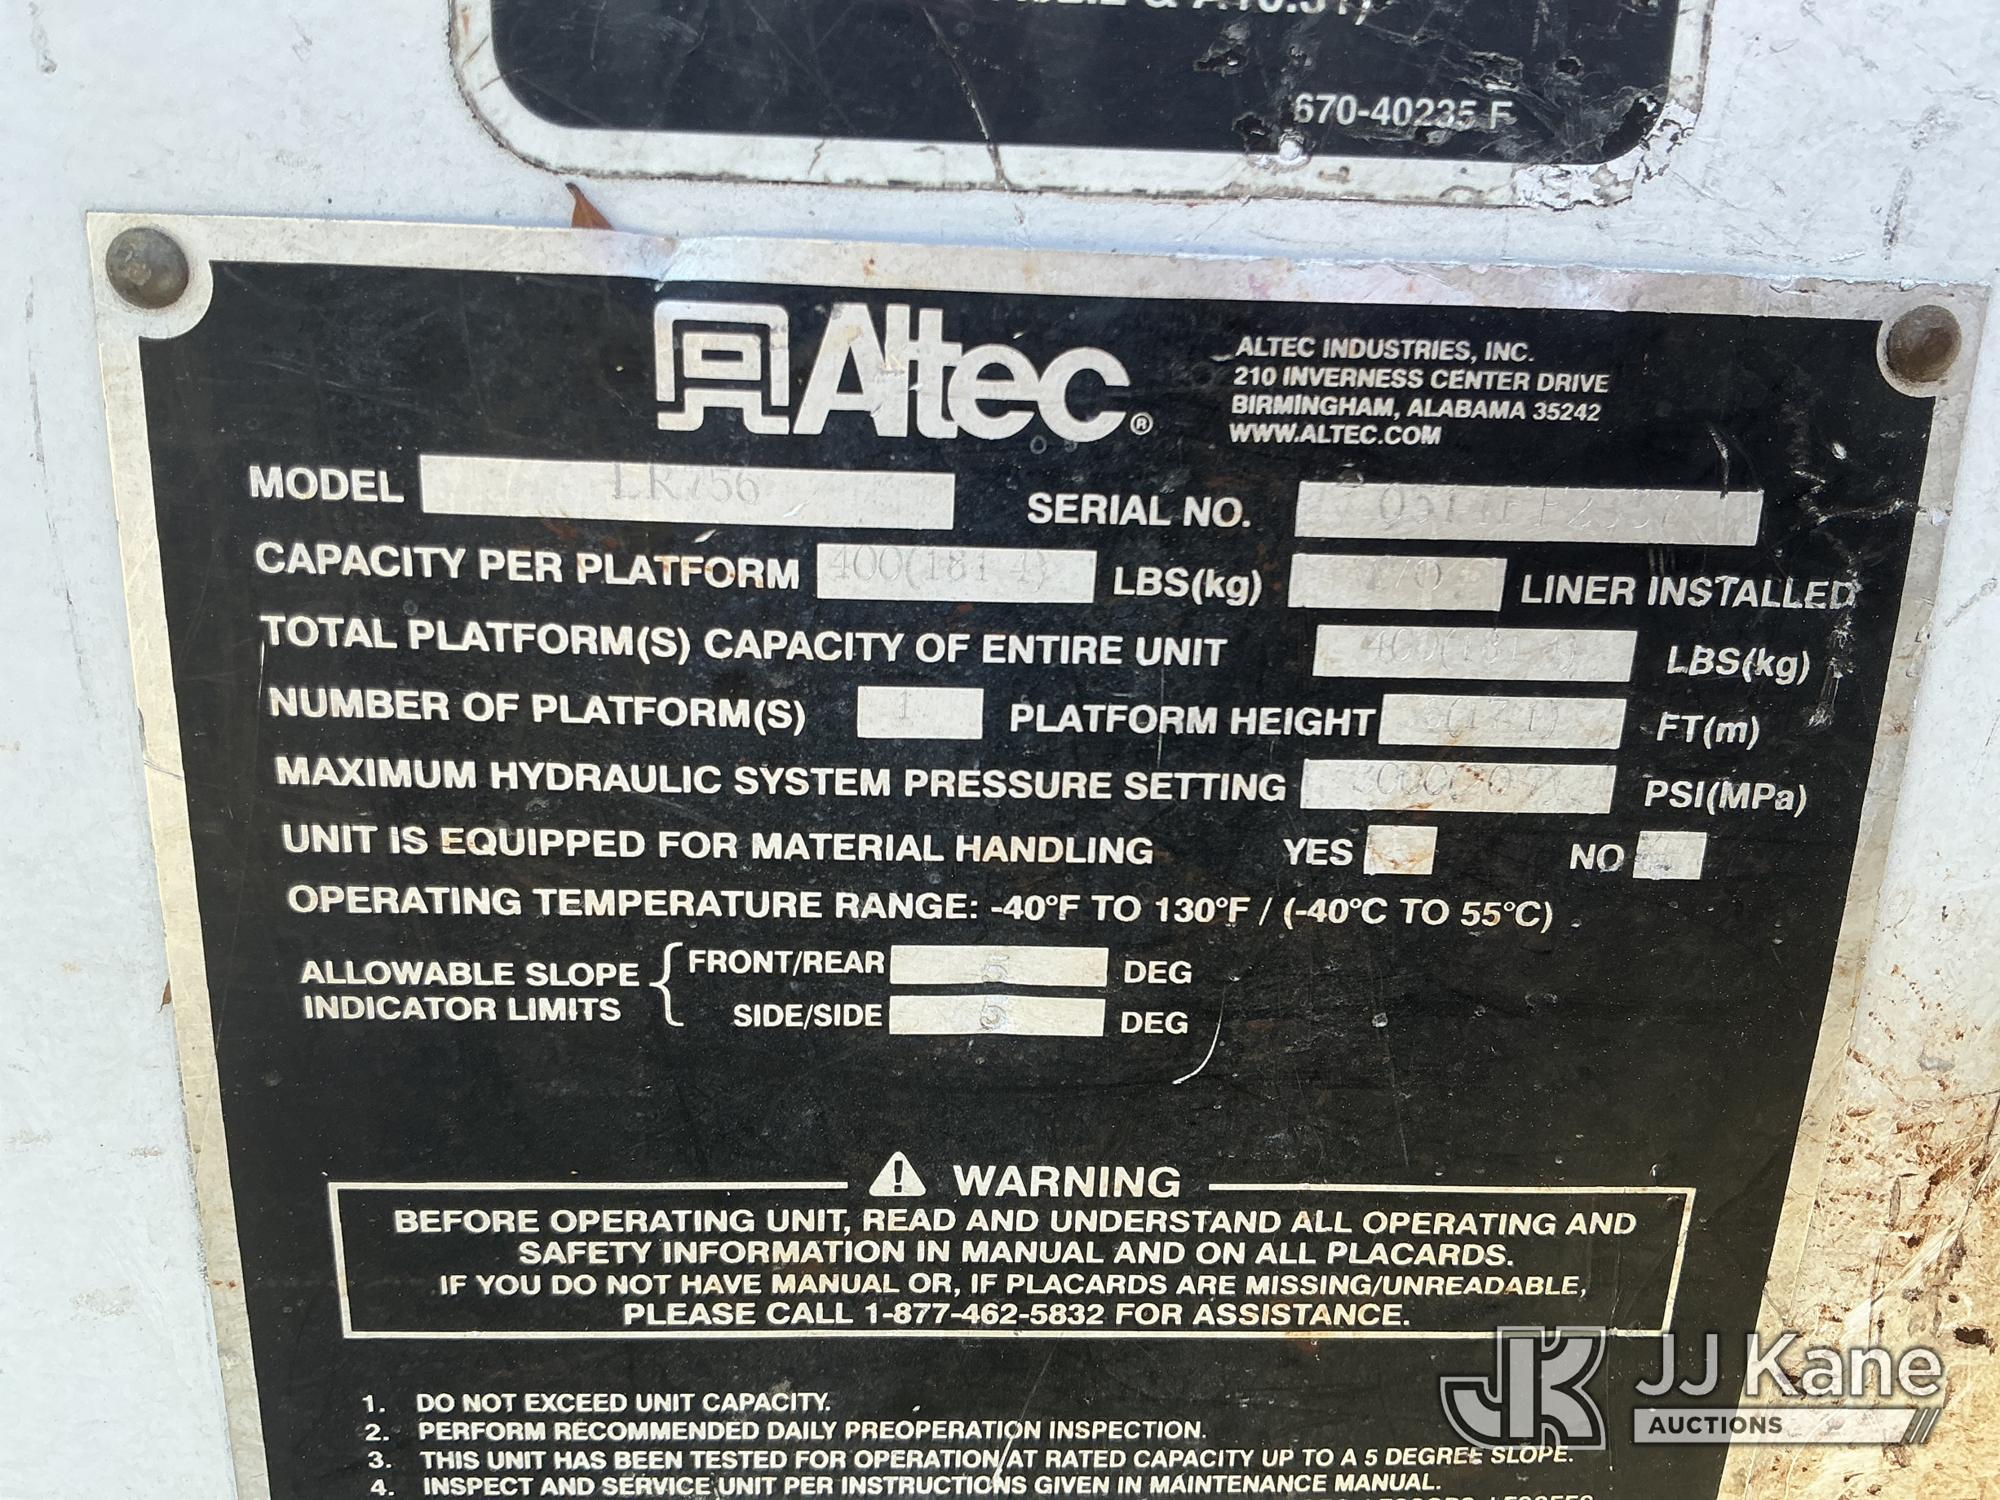 670-40235 F
Altec®
ALTEC INDUSTRIES, INC.
210 INVERNESS CENTER DRIVE
BIRMINGHAM, ALABAMA 35242
WWW.ALTEC.COM
MODEL LR756 SERIAL NO.
CAPACITY PER PLATFORM 400(181.4) LBS(kg) LINER INSTALLED
TOTAL PLATFORM(S) CAPACITY OF ENTIRE UNIT 400(181.4) LBS(kg)
NUMBER OF PLATFORM(S) 1 PLATFORM HEIGHT FT(m)
MAXIMUM HYDRAULIC SYSTEM PRESSURE SETTING PSI(MPa)
UNIT IS EQUIPPED FOR MATERIAL HANDLING YES NO
OPERATING TEMPERATURE RANGE: -40°F TO 130°F / (-40°C TO 55°C)
ALLOWABLE SLOPE INDICATOR LIMITS
FRONT/REAR 5 DEG
SIDE/SIDE 5 DEG
WARNING
BEFORE OPERATING UNIT, READ AND UNDERSTAND ALL OPERATING AND
SAFETY INFORMATION IN MANUAL AND ON ALL PLACARDS.
IF YOU DO NOT HAVE MANUAL OR, IF PLACARDS ARE MISSING/UNREADABLE,
PLEASE CALL 1-877-462-5832 FOR ASSISTANCE.
1. DO NOT EXCEED UNIT CAPACITY.
2. PERFORM RECOMMENDED DAILY PREOPERATION INSPECTION.
3. THIS UNIT HAS BEEN TESTED FOR OPERATION AT RATED CAPACITY UP TO A 5 DEGREE SLOPE.
4. INSPECT AND SERVICE UNIT PER INSTRUCTIONS GIVEN IN MAINTENANCE MANUAL.
JJ Kane
AUCTIONS